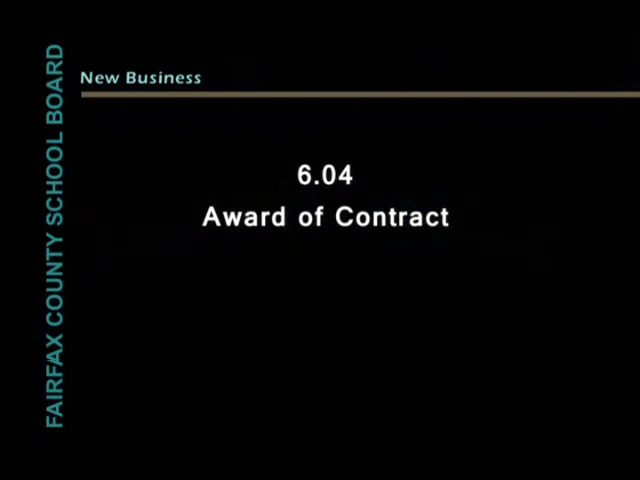 New Business
6.04
Award of Contract
FAIRFAX COUNTY SCHOOL BOARD